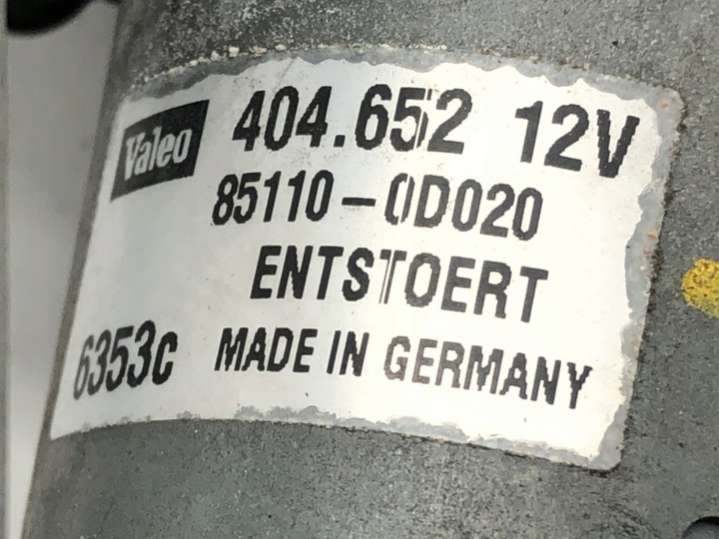 Valeo 404.652 12V
85110-0D020
ENTSTOERT
6353c MADE IN GERMANY